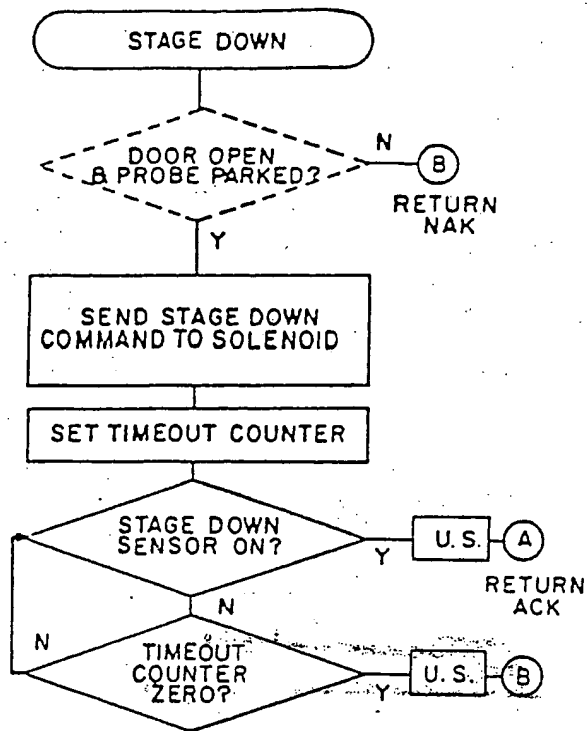 STAGE DOWN
DOOR OPEN
& PROBE PARKED?
N
B
RETURN
NAK
Y
SEND STAGE DOWN
COMMAND TO SOLENOID
SET TIMEOUT COUNTER
STAGE DOWN
SENSOR ON?
Y
U.S.
A
RETURN
ACK
N
N
TIMEOUT
COUNTER
ZERO?
Y
U.S.
B